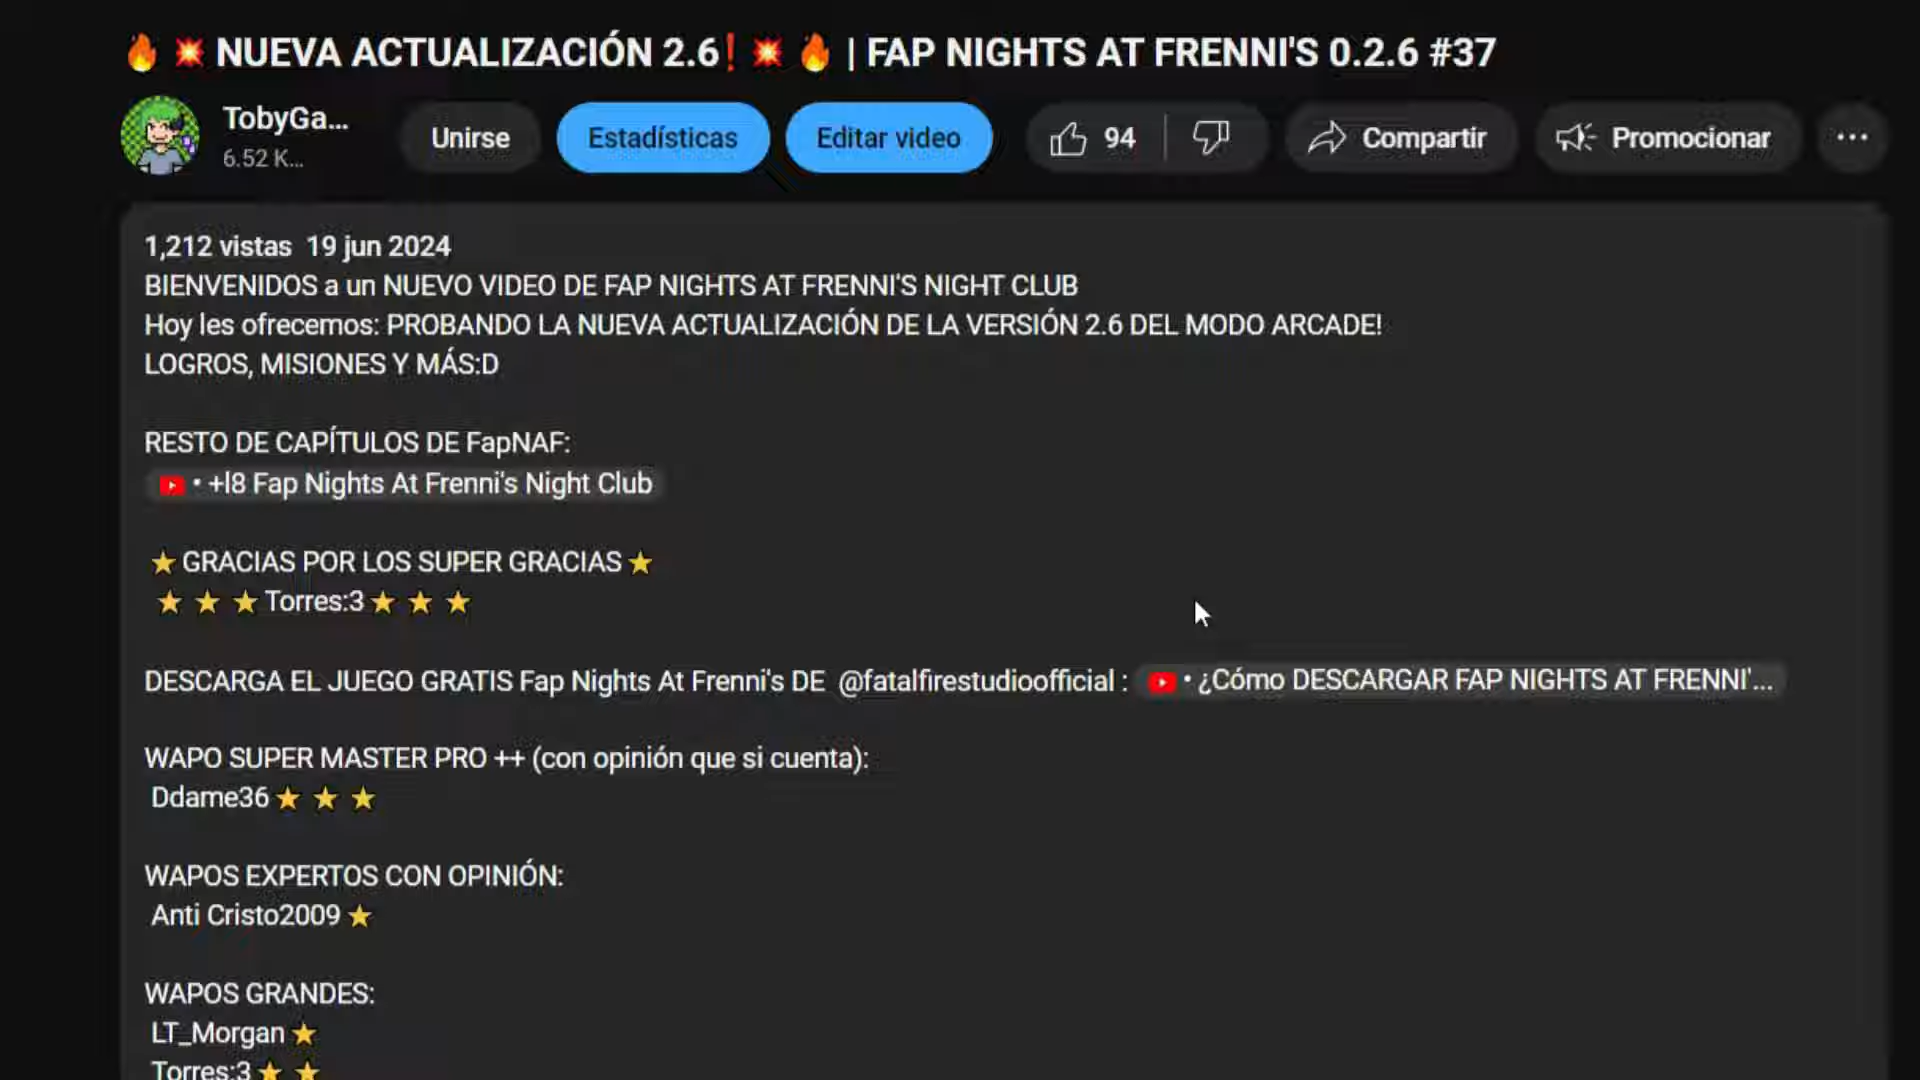 🔥 💥 NUEVA ACTUALIZACIÓN 2.6❗ 💥 🔥 | FAP NIGHTS AT FRENNI'S 0.2.6 #37
TobyGa...
6.52 K...
Unirse
Estadísticas
Editar video
94
Compartir
Promocionar
1,212 vistas 19 jun 2024
BIENVENIDOS a un NUEVO VIDEO DE FAP NIGHTS AT FRENNI'S NIGHT CLUB
Hoy les ofrecemos: PROBANDO LA NUEVA ACTUALIZACIÓN DE LA VERSIÓN 2.6 DEL MODO ARCADE!
LOGROS, MISIONES Y MÁS:D
RESTO DE CAPÍTULOS DE FapNAF:
• +l8 Fap Nights At Frenni's Night Club
⭐GRACIAS POR LOS SUPER GRACIAS⭐
⭐ ⭐ ⭐Torres:3⭐ ⭐ ⭐
DESCARGA EL JUEGO GRATIS Fap Nights At Frenni's DE @fatalfirestudioofficial : • ¿Cómo DESCARGAR FAP NIGHTS AT FRENNI'...
WAPO SUPER MASTER PRO ++ (con opinión que si cuenta):
Ddame36⭐ ⭐ ⭐
WAPOS EXPERTOS CON OPINIÓN:
Anti Cristo2009⭐
WAPOS GRANDES:
LT_Morgan⭐
Torres:3⭐ ⭐